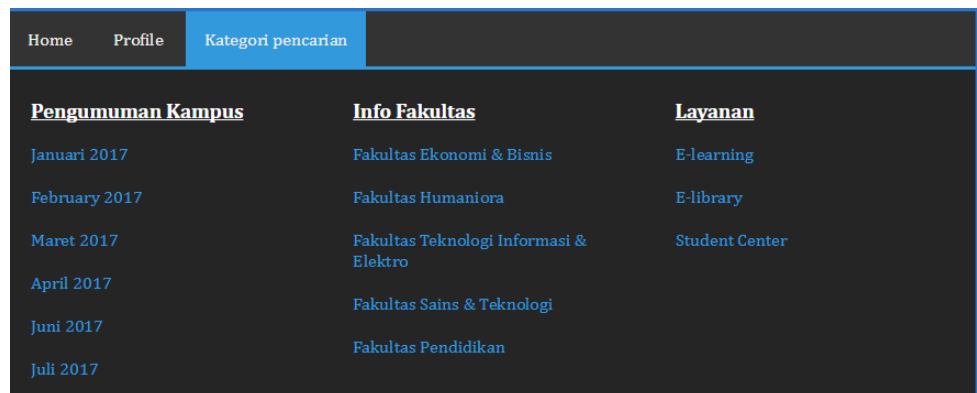 Home Profile Kategori pencarian
Pengumuman Kampus
Januari 2017
February 2017
Maret 2017
April 2017
Juni 2017
Juli 2017
Info Fakultas
Fakultas Ekonomi & Bisnis
Fakultas Humaniora
Fakultas Teknologi Informasi &
Elektro
Fakultas Sains & Teknologi
Fakultas Pendidikan
Layanan
E-learning
E-library
Student Center